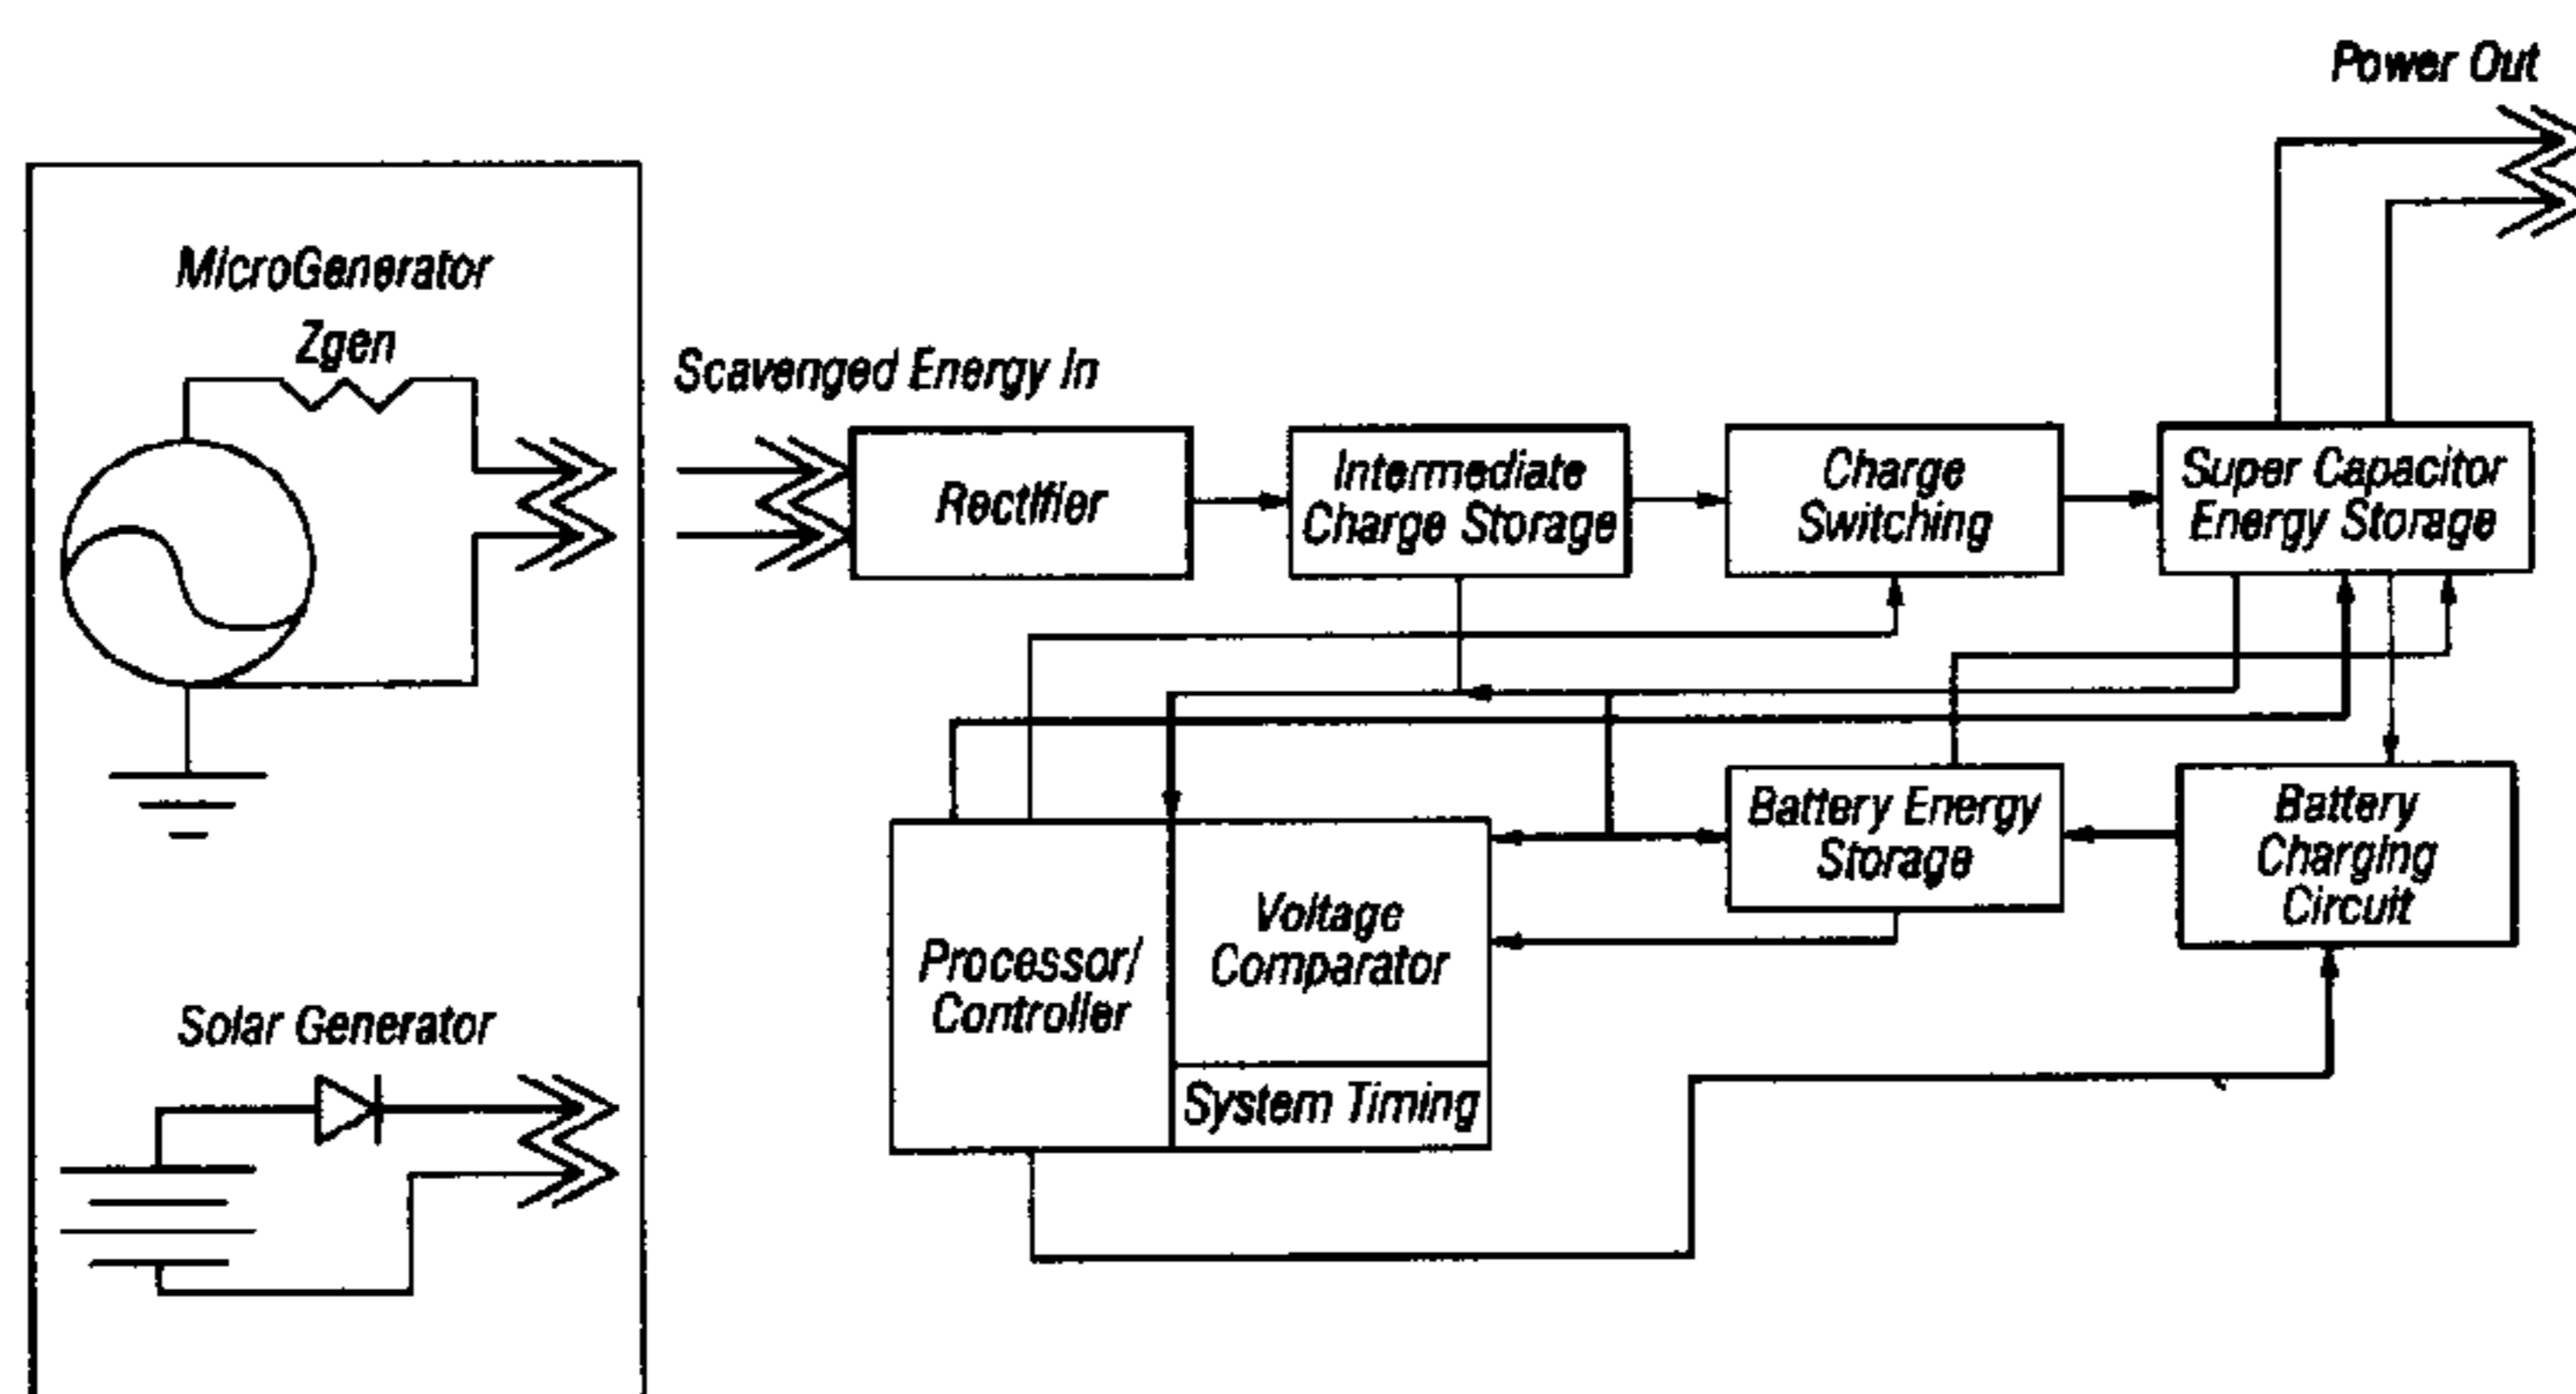 Power Out
MicroGenerator
Zgen
Scavenged Energy In
Rectifier
Intermediate
Charge Storage
Charge
Switching
Super Capacitor
Energy Storage
Battery Energy
Storage
Battery
Charging
Circuit
Processor/
Controller
Voltage
Comparator
System Timing
Solar Generator